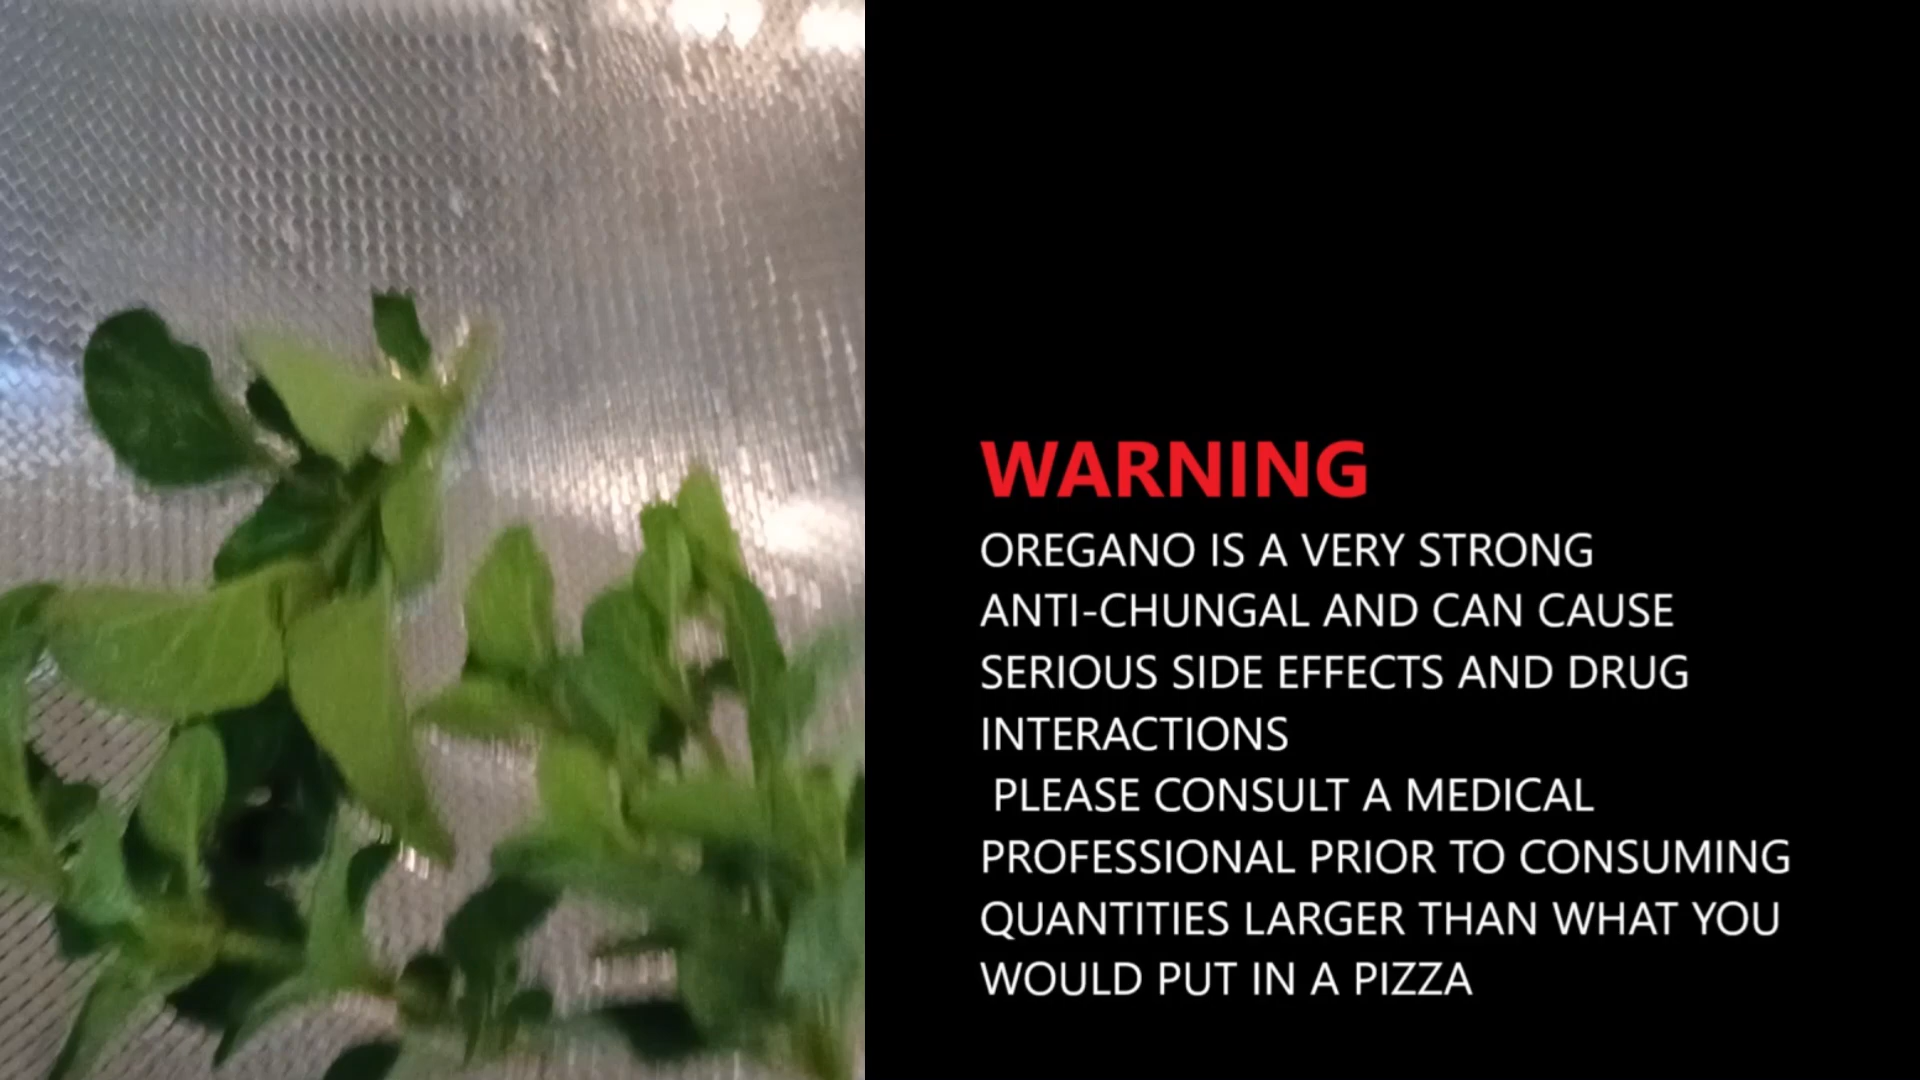 WARNING
OREGANO IS A VERY STRONG
ANTI-CHUNGAL AND CAN CAUSE
SERIOUS SIDE EFFECTS AND DRUG
INTERACTIONS
PLEASE CONSULT A MEDICAL
PROFESSIONAL PRIOR TO CONSUMING
QUANTITIES LARGER THAN WHAT YOU
WOULD PUT IN A PIZZA